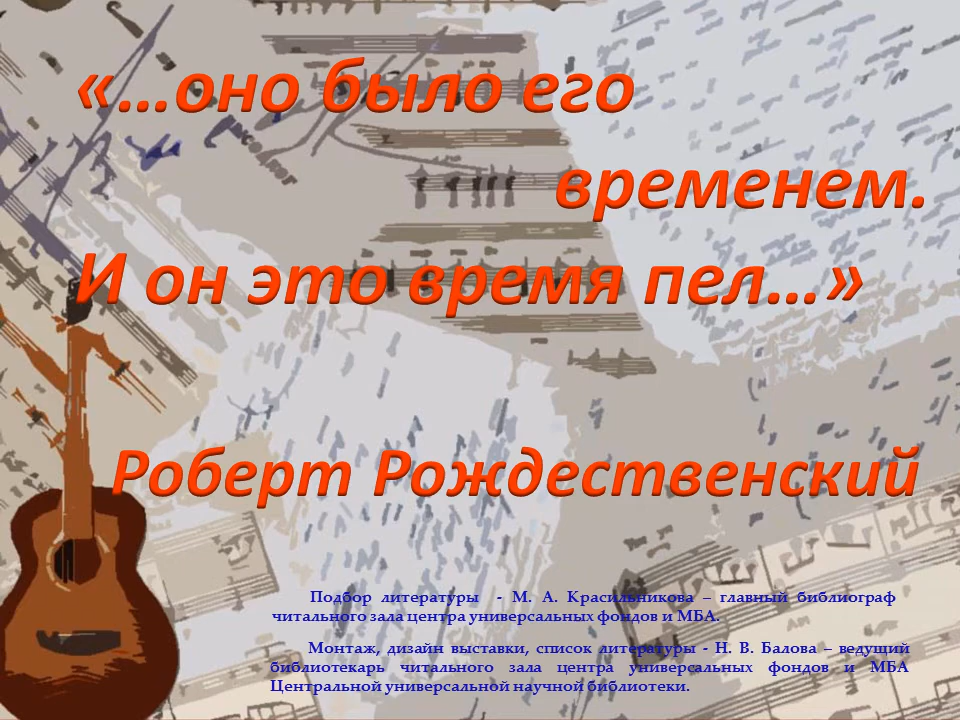 «…оно было его
временем.
И он это время пел…»
Роберт Рождественский
Подбор литературы - М. А. Красильникова – главный библиограф
читального зала центра универсальных фондов и МБА.
Монтаж, дизайн выставки, список литературы - Н. В. Балова – ведущий
библиотекарь читального зала центра универсальных фондов и МБА
Центральной универсальной научной библиотеки.